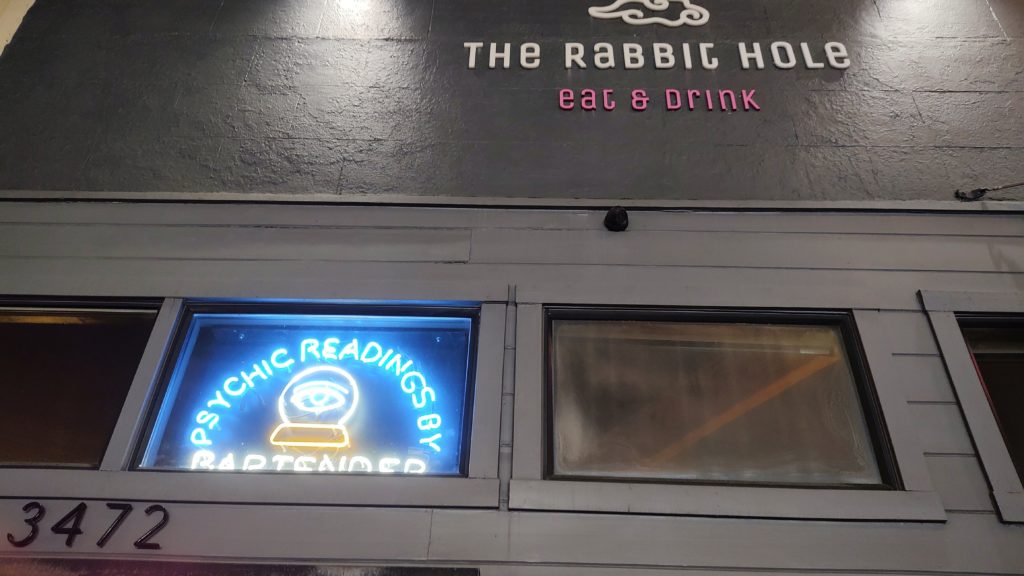 THE RABBIT HOLE
eat & DRINK
PSYCHIC READINGS BY
BARTENDER
3472